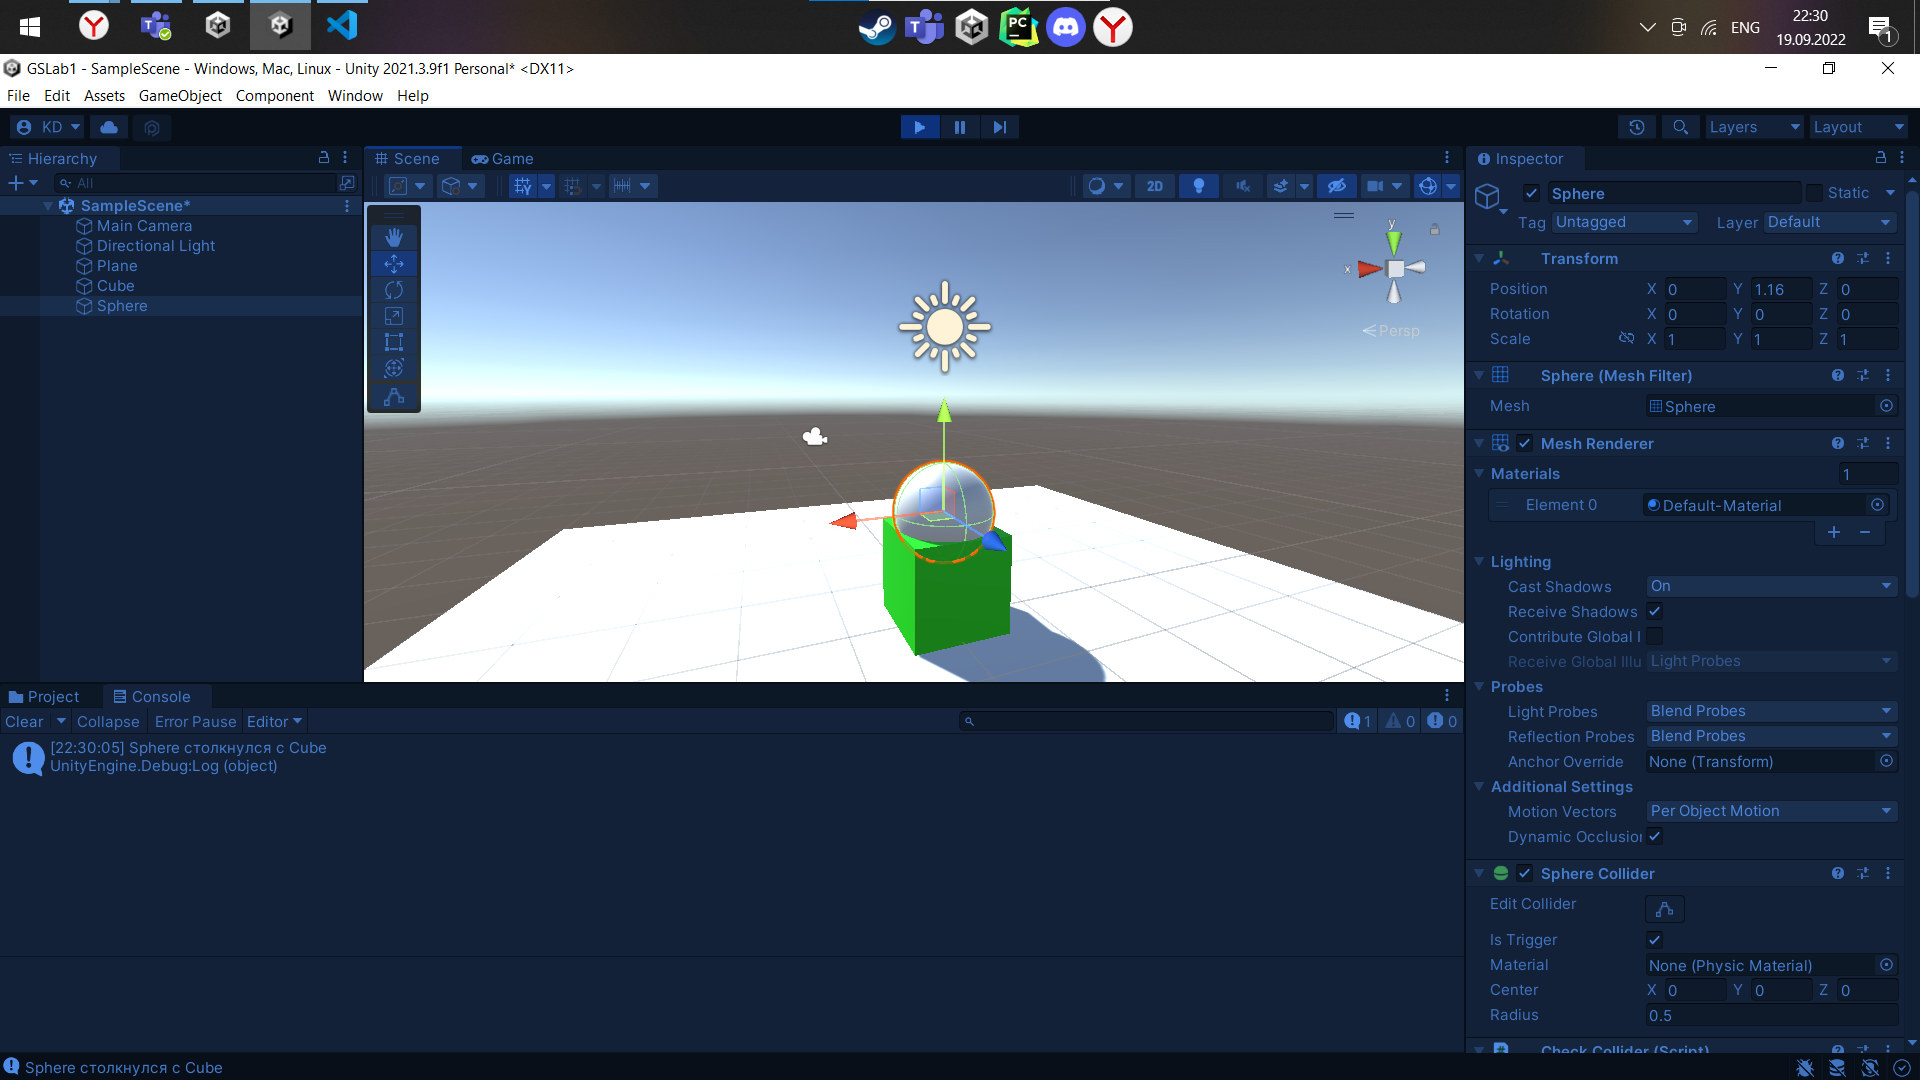 ENG
22:30
19.09.2022
1
GSLab1 - SampleScene - Windows, Mac, Linux - Unity 2021.3.9f1 Personal* <DX11>
File Edit Assets GameObject Component Window Help
KD
Layers
Layout
Hierarchy
All
SampleScene*
Main Camera
Directional Light
Plane
Cube
Sphere
Scene
Game
2D
y
x
Persp
Inspector
Sphere
Static
Tag Untagged
Layer Default
Transform
Position X 0 Y 1.16 Z 0
Rotation X 0 Y 0 Z 0
Scale X 1 Y 1 Z 1
Sphere (Mesh Filter)
Mesh Sphere
Mesh Renderer
Materials 1
Element 0 Default-Material
Lighting
Cast Shadows On
Receive Shadows
Contribute Global I
Receive Global Illu Light Probes
Probes
Light Probes Blend Probes
Reflection Probes Blend Probes
Anchor Override None (Transform)
Additional Settings
Motion Vectors Per Object Motion
Dynamic Occlusion
Sphere Collider
Edit Collider
Is Trigger
Material None (Physic Material)
Center X 0 Y 0 Z 0
Radius 0.5
Check Collider (Script)
Project
Console
Clear Collapse Error Pause Editor
1 0 0
[22:30:05] Sphere столкнулся с Cube
UnityEngine.Debug:Log (object)
Sphere столкнулся с Cube